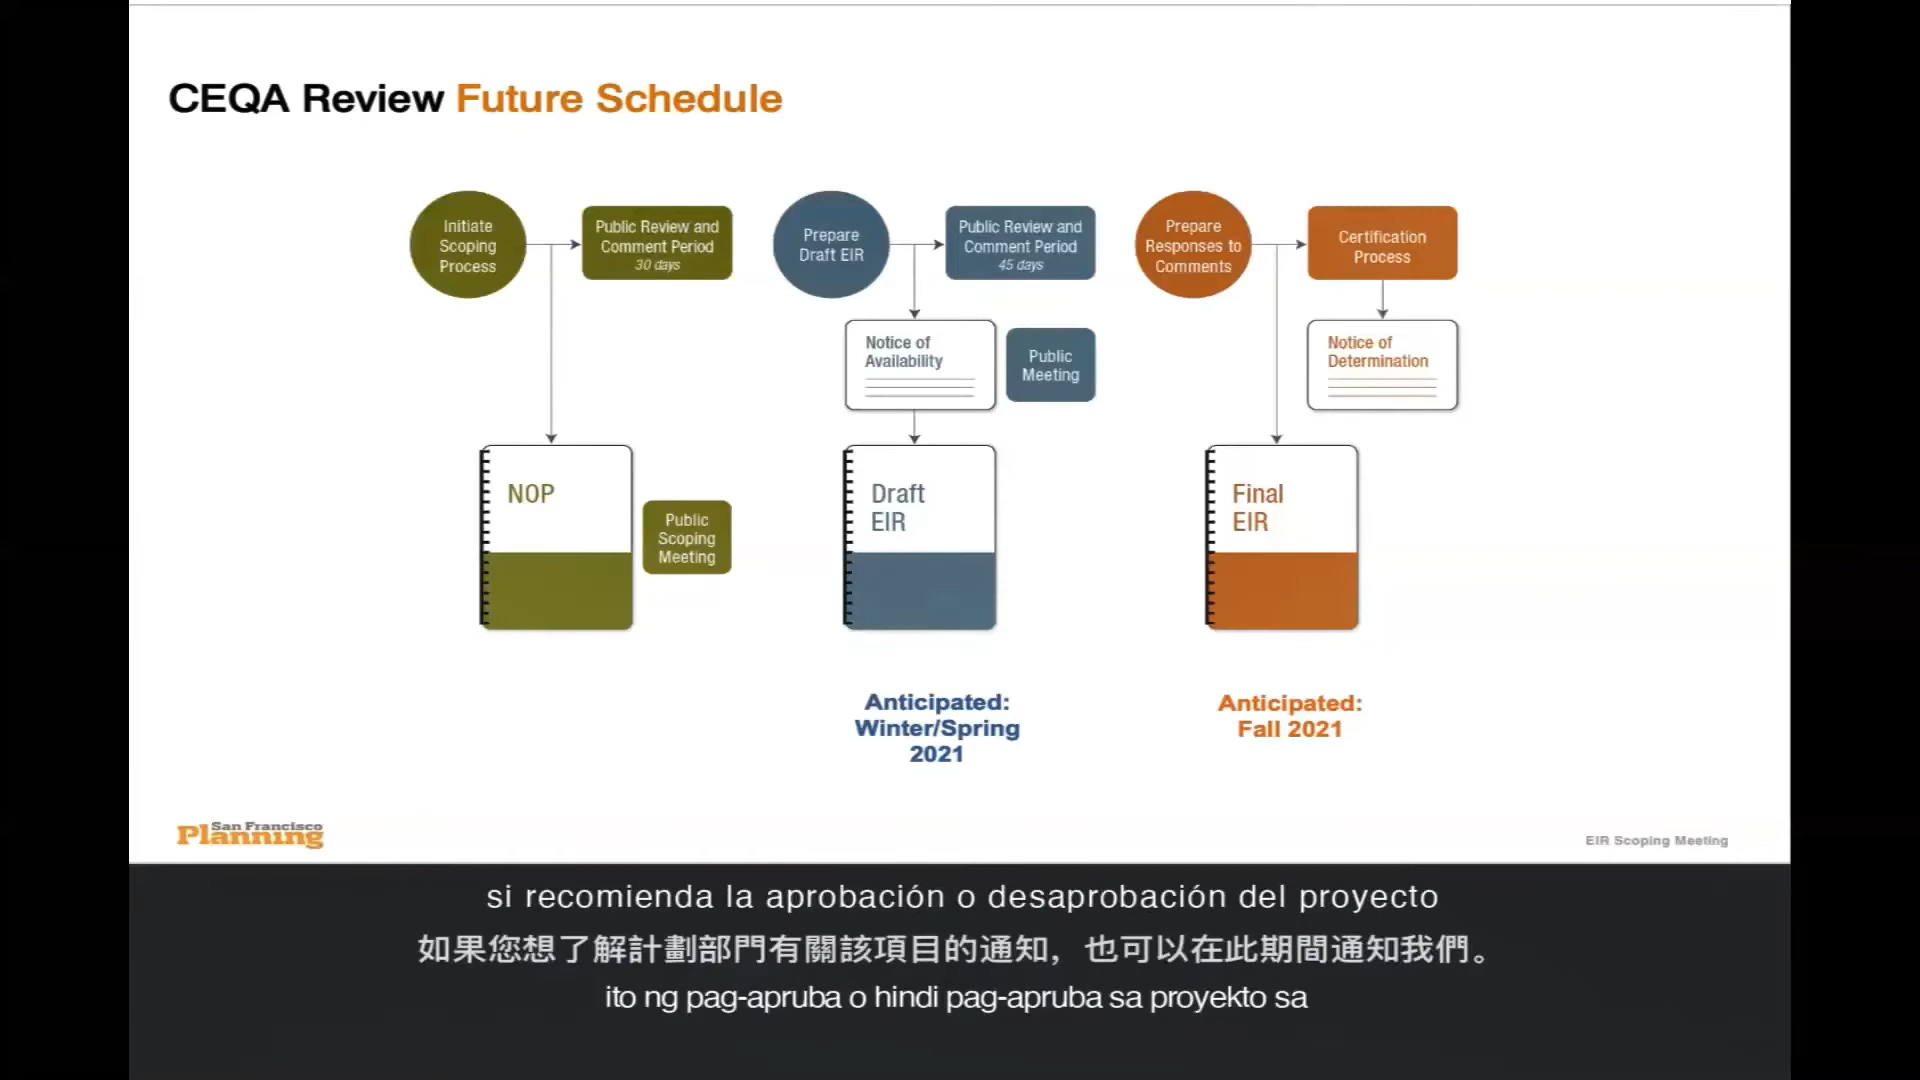 CEQA Review Future Schedule
Initiate
Scoping
Process
Public Review and
Comment Period
30 days
NOP
Public
Scoping
Meeting
Prepare
Draft EIR
Public Review and
Comment Period
45 days
Notice of
Availability
Public
Meeting
Draft
EIR
Anticipated:
Winter/Spring
2021
Prepare
Responses to
Comments
Certification
Process
Notice of
Determination
Final
EIR
Anticipated:
Fall 2021
San Francisco
Planning
EIR Scoping Meeting
si recomienda la aprobación o desaprobación del proyecto
如果您想了解計劃部門有關該項目的通知，也可以在此期間通知我們。
ito ng pag-apruba o hindi pag-apruba sa proyekto sa